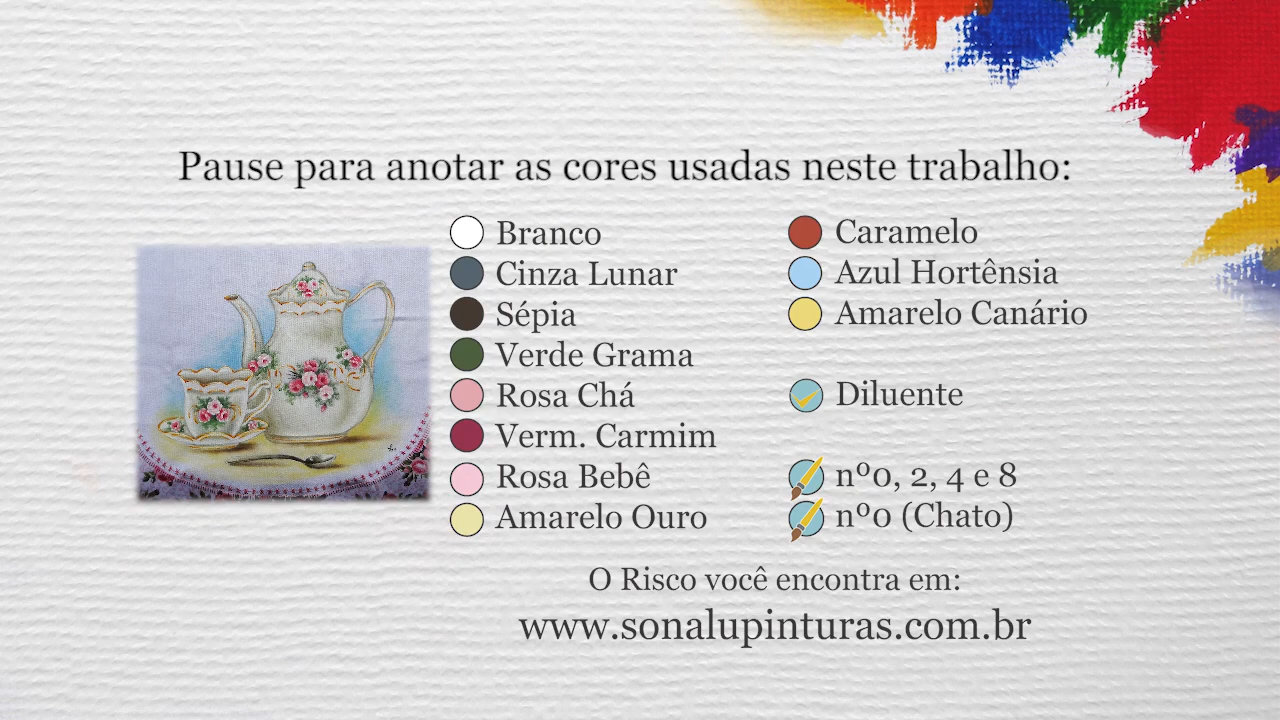 Pause para anotar as cores usadas neste trabalho:
Branco
Cinza Lunar
Sépia
Verde Grama
Rosa Chá
Verm. Carmim
Rosa Bebê
Amarelo Ouro
Caramelo
Azul Hortênsia
Amarelo Canário
Diluente
nº0, 2, 4 e 8
nº0 (Chato)
O Risco você encontra em:
www.sonalupinturas.com.br